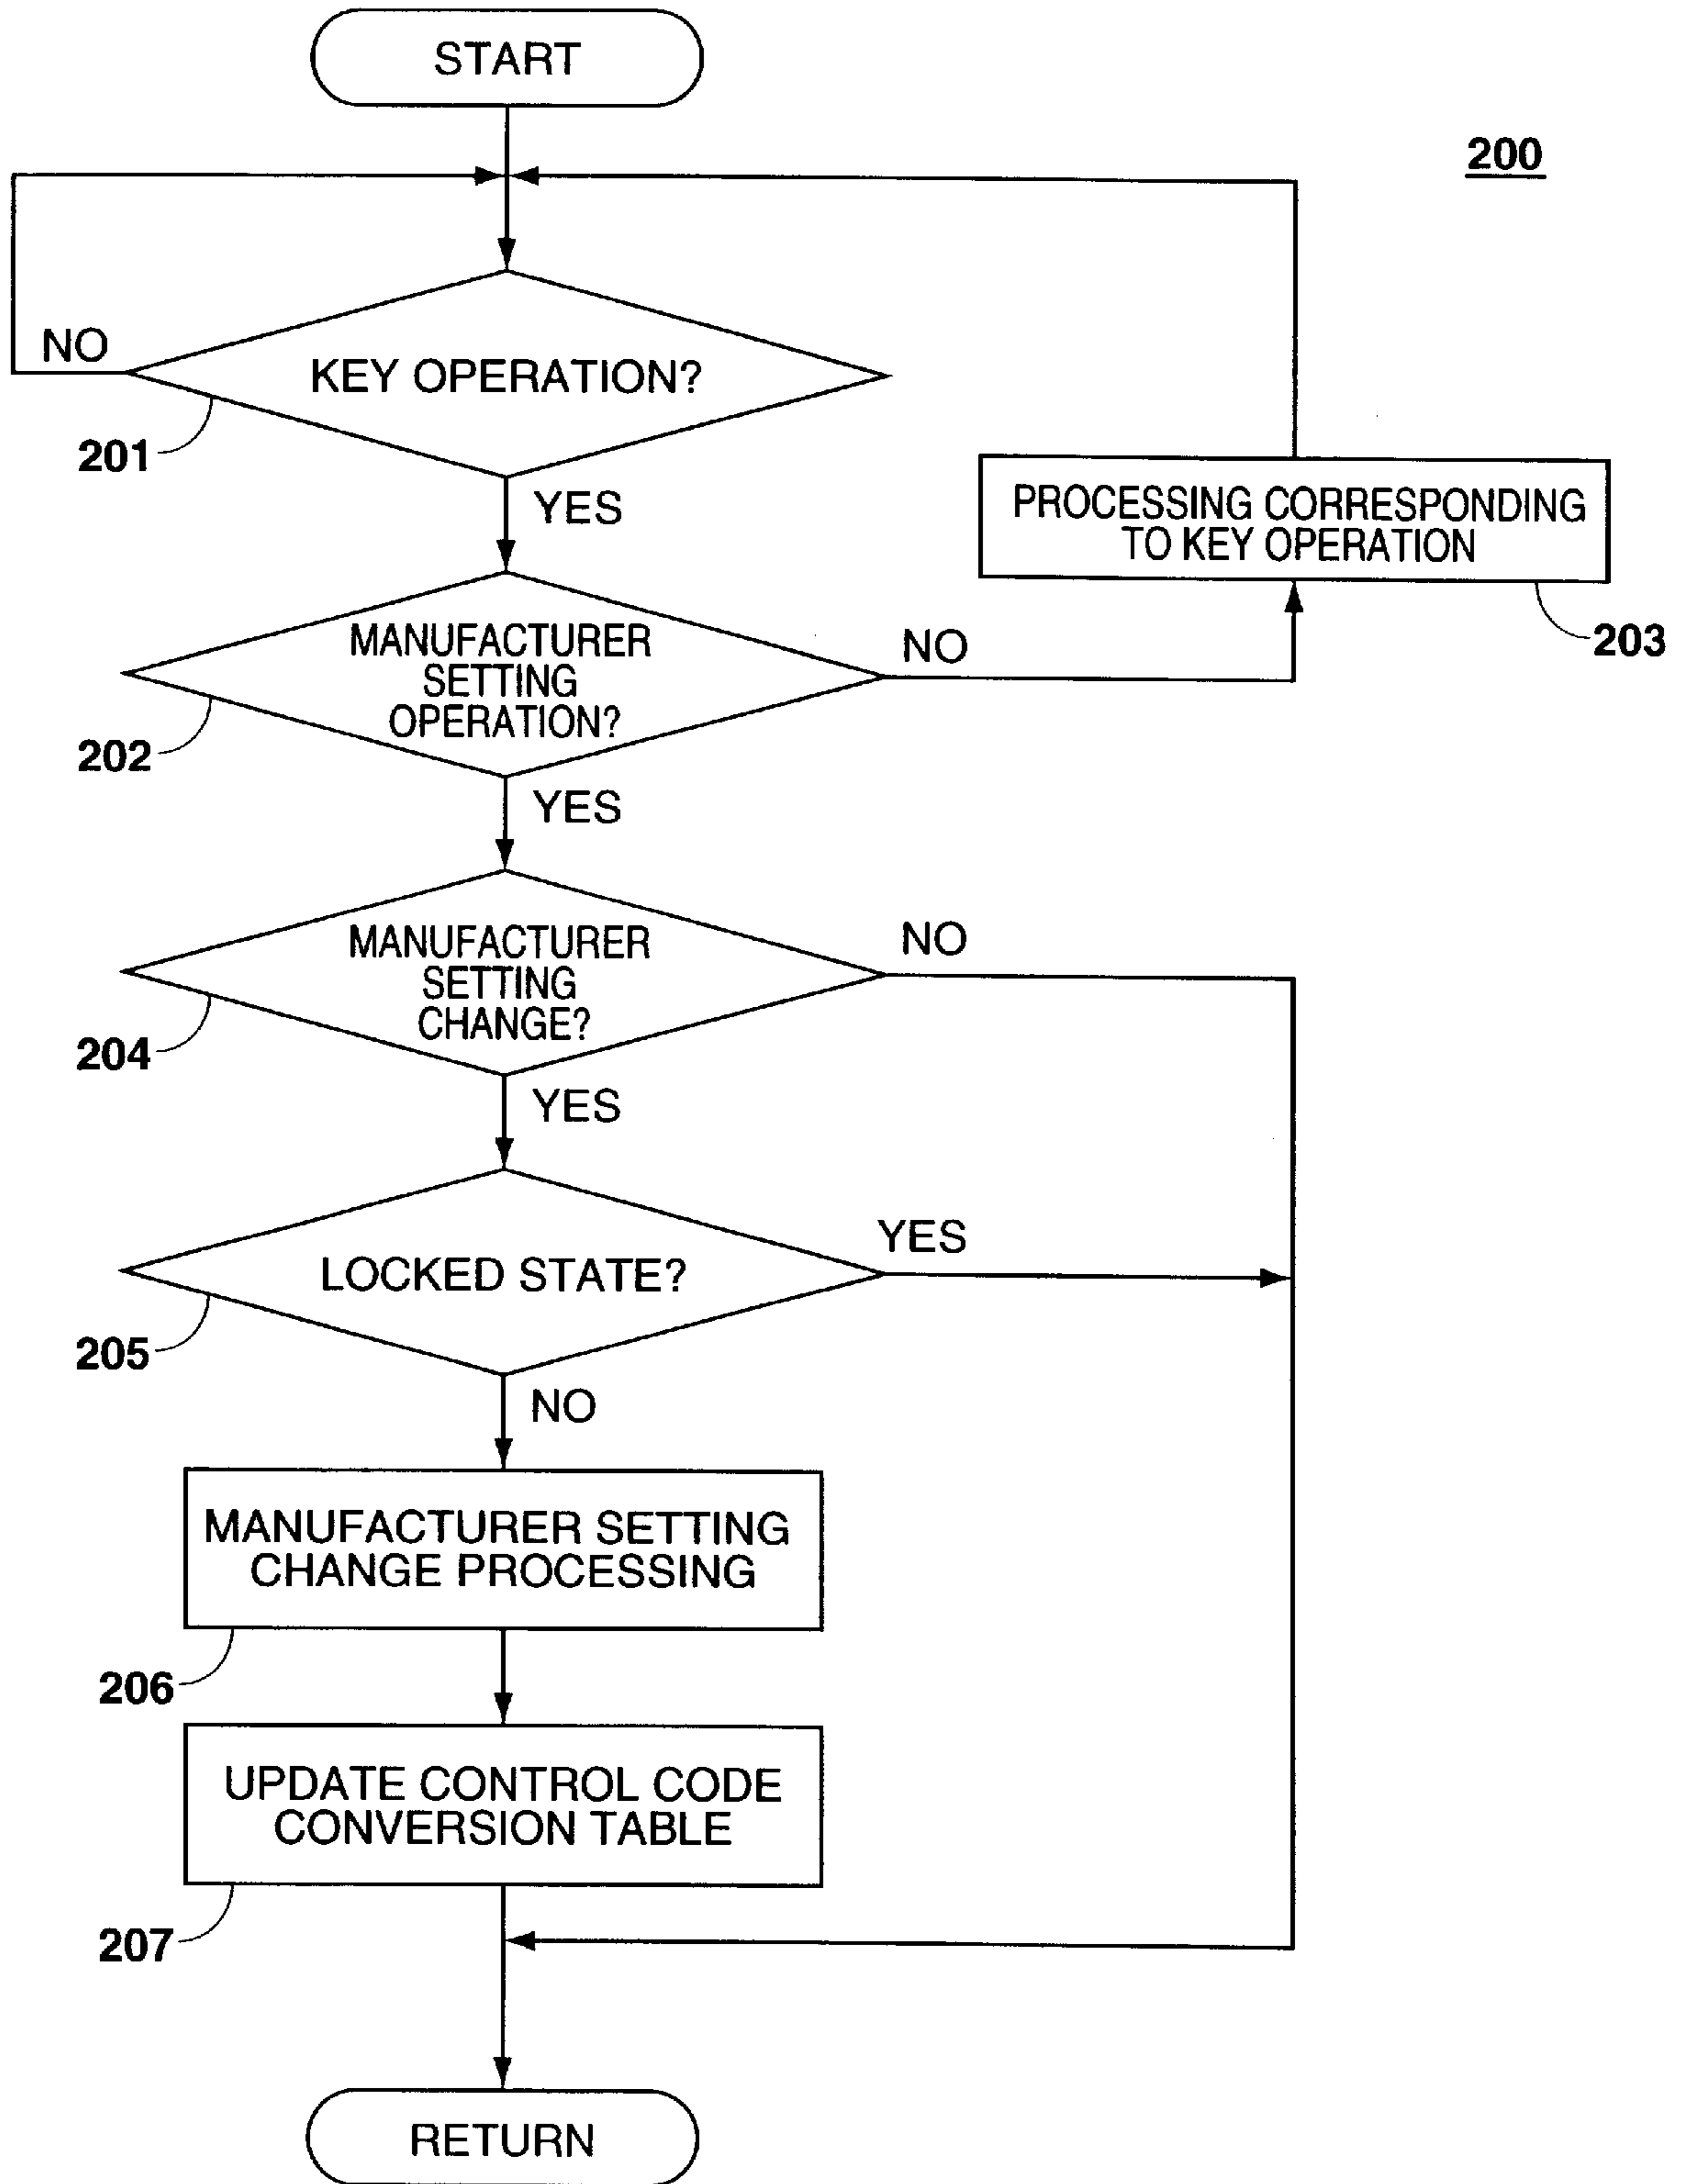 START
200
NO
KEY OPERATION?
201
YES
PROCESSING CORRESPONDING
TO KEY OPERATION
203
MANUFACTURER
SETTING
OPERATION?
NO
202
YES
MANUFACTURER
SETTING
CHANGE?
NO
204
YES
LOCKED STATE?
YES
205
NO
MANUFACTURER SETTING
CHANGE PROCESSING
206
UPDATE CONTROL CODE
CONVERSION TABLE
207
RETURN